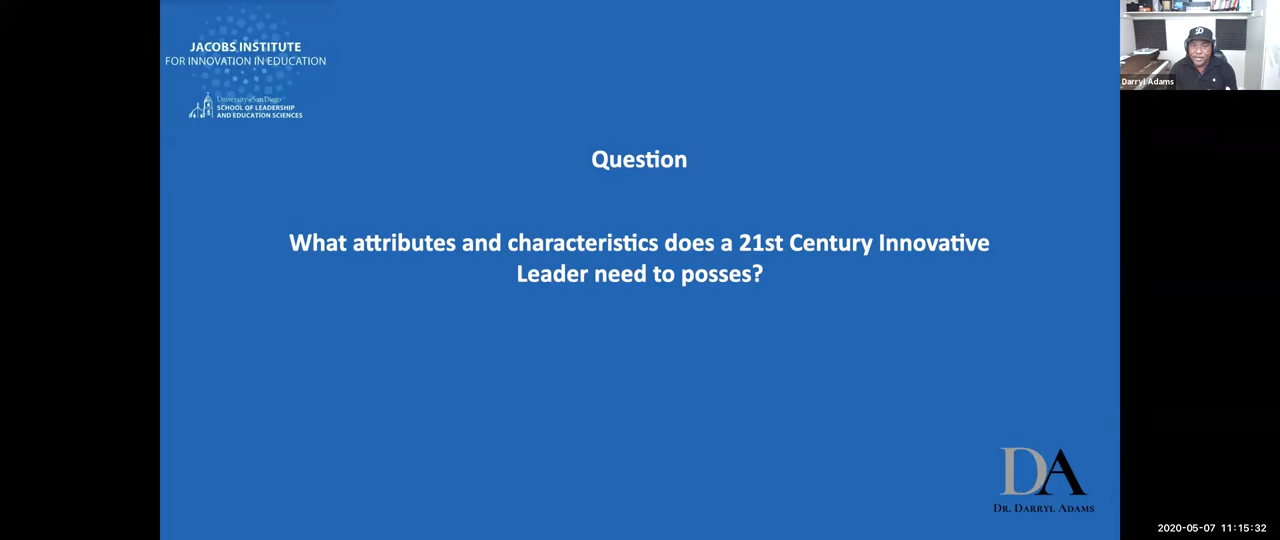 JACOBS INSTITUTE
FOR INNOVATION IN EDUCATION
University of San Diego
SCHOOL OF LEADERSHIP
AND EDUCATION SCIENCES
Darryl Adams
Question
What attributes and characteristics does a 21st Century Innovative
Leader need to posses?
DA
DR. DARRYL ADAMS
2020-05-07 11:15:32